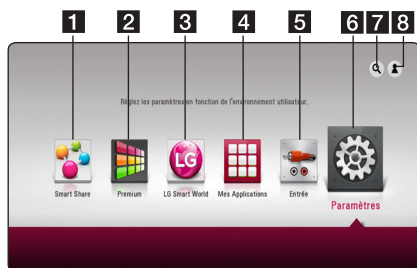 1 2 3 4 5 6 7 8
Réglez les paramètres en fonction de l'environnement utilisateur.
LG
Smart Share Premium LG Smart World Mes Applications Entrée
Paramètres